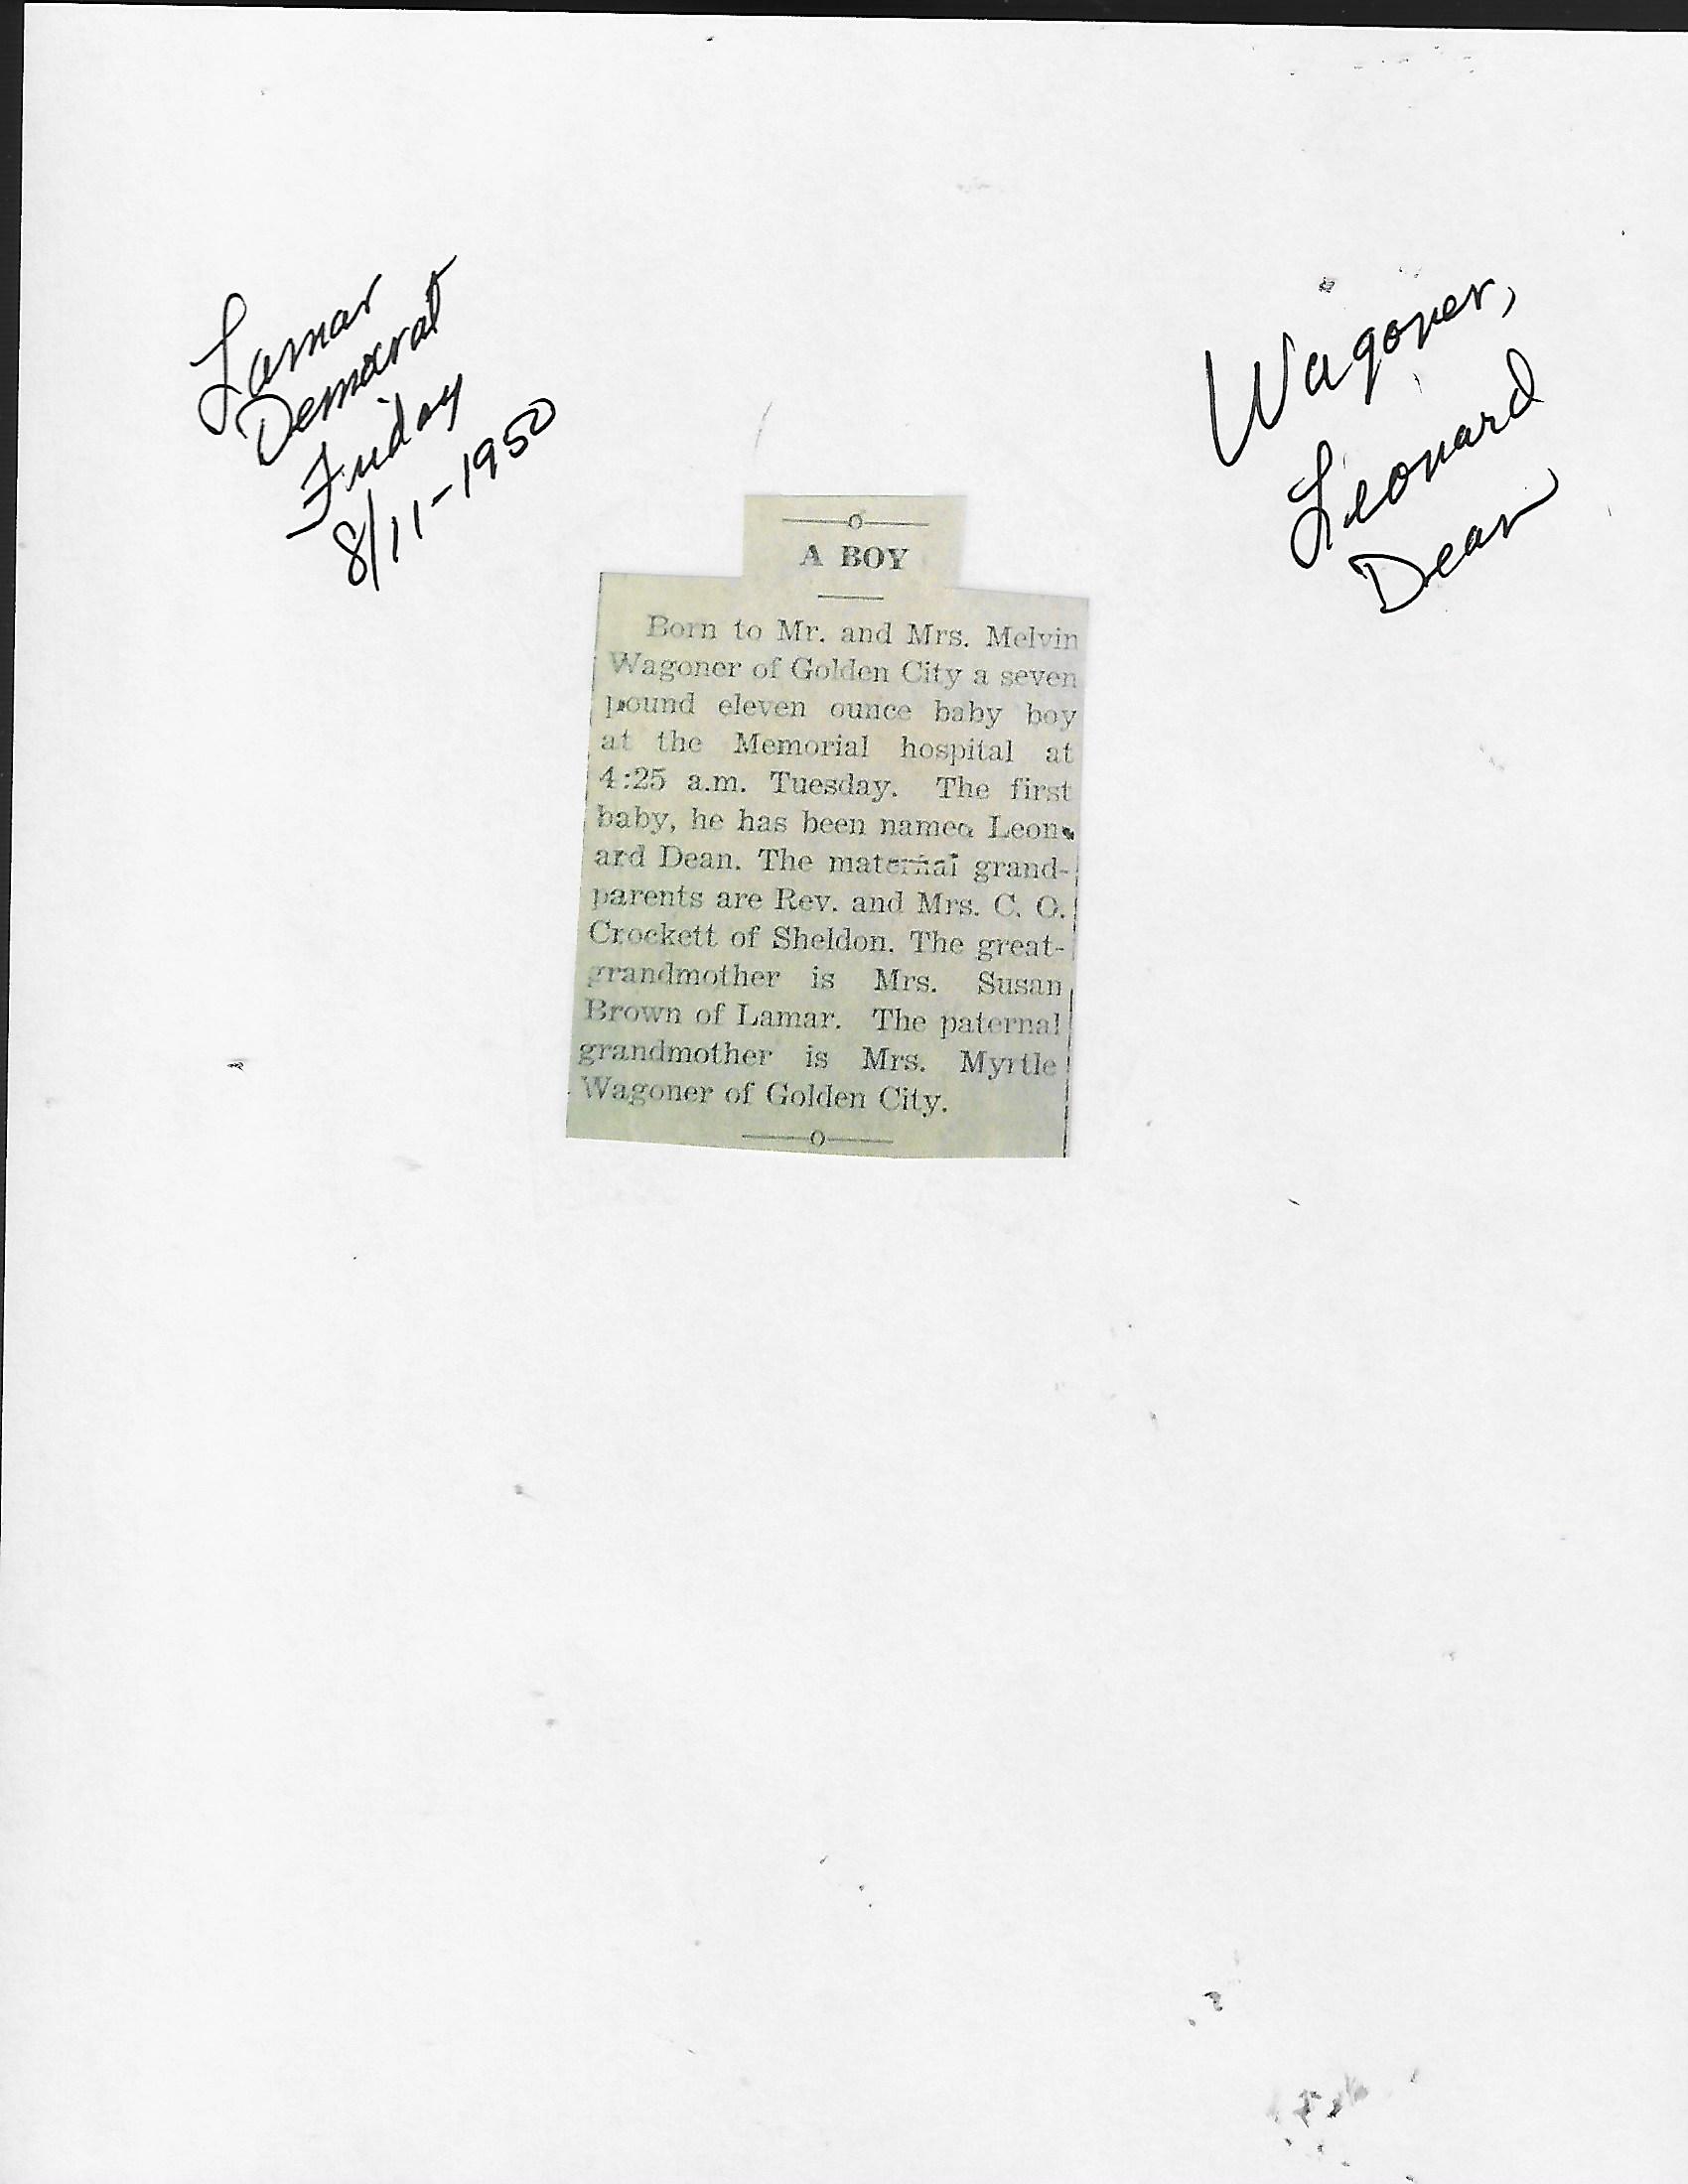 Lamar
Democrat
Friday
8/11-1950
Wagoner,
Leonard
Dean
A BOY
Born to Mr. and Mrs. Melvin
Wagoner of Golden City a seven
pound eleven ounce baby boy
at the Memorial hospital at
4:25 a.m. Tuesday. The first
baby, he has been named Leon-
ard Dean. The maternal grand-
parents are Rev. and Mrs. C. O.
Crockett of Sheldon. The great-
grandmother is Mrs. Susan
Brown of Lamar. The paternal
grandmother is Mrs. Myrtle
Wagoner of Golden City.